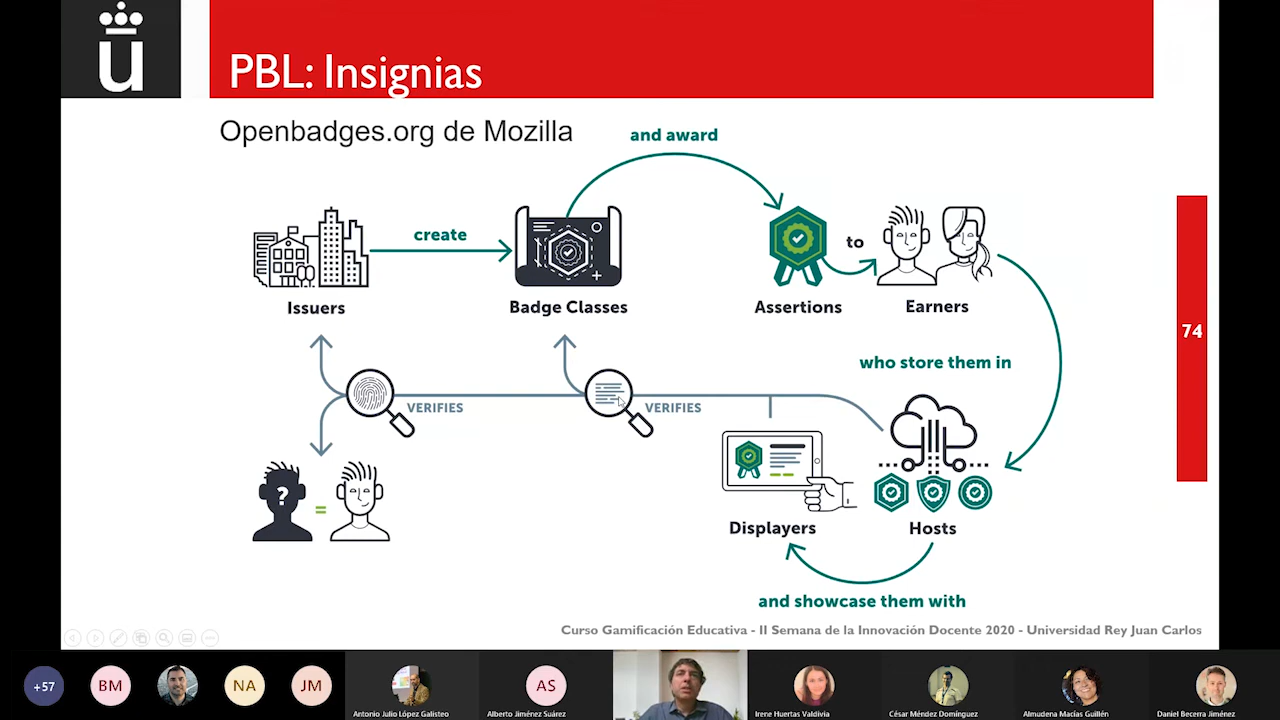 PBL: Insignias
Openbadges.org de Mozilla
and award
create
to
Issuers
Badge Classes
Assertions
Earners
who store them in
74
VERIFIES
VERIFIES
?
=
Displayers
Hosts
and showcase them with
Curso Gamificación Educativa - II Semana de la Innovación Docente 2020 - Universidad Rey Juan Carlos
+57
BM
NA
JM
AS
Antonio Julio López Galisteo
Alberto Jiménez Suárez
Irene Huertas Valdivia
César Méndez Domínguez
Almudena Macías Guillén
Daniel Becerra Jiménez